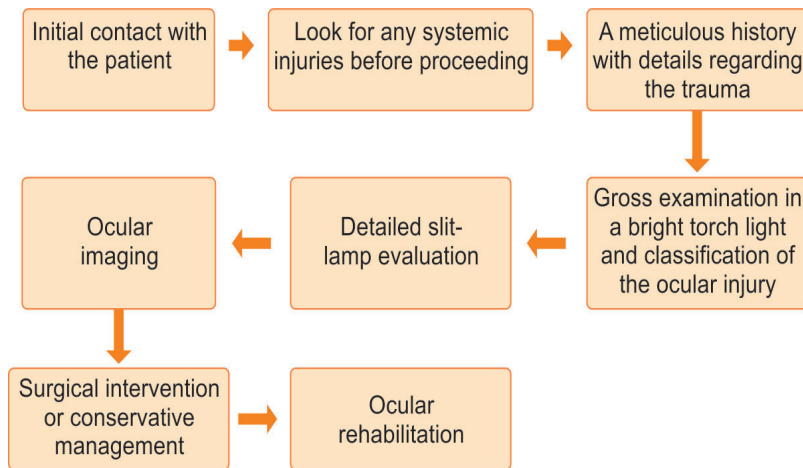 Initial contact with
the patient
Look for any systemic
injuries before proceeding
A meticulous history
with details regarding
the trauma
Gross examination in
a bright torch light
and classification of
the ocular injury
Detailed slit-
lamp evaluation
Ocular
imaging
Surgical intervention
or conservative
management
Ocular
rehabilitation